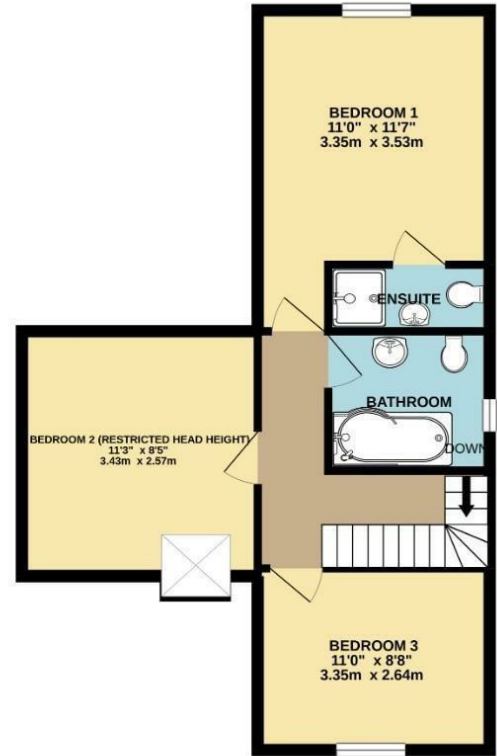 BEDROOM 1
11'0" x 11'7"
3.35m x 3.53m
ENSUITE
BATHROOM
DOWN
BEDROOM 2 (RESTRICTED HEAD HEIGHT)
11'3" x 8'5"
3.43m x 2.57m
BEDROOM 3
11'0" x 8'8"
3.35m x 2.64m